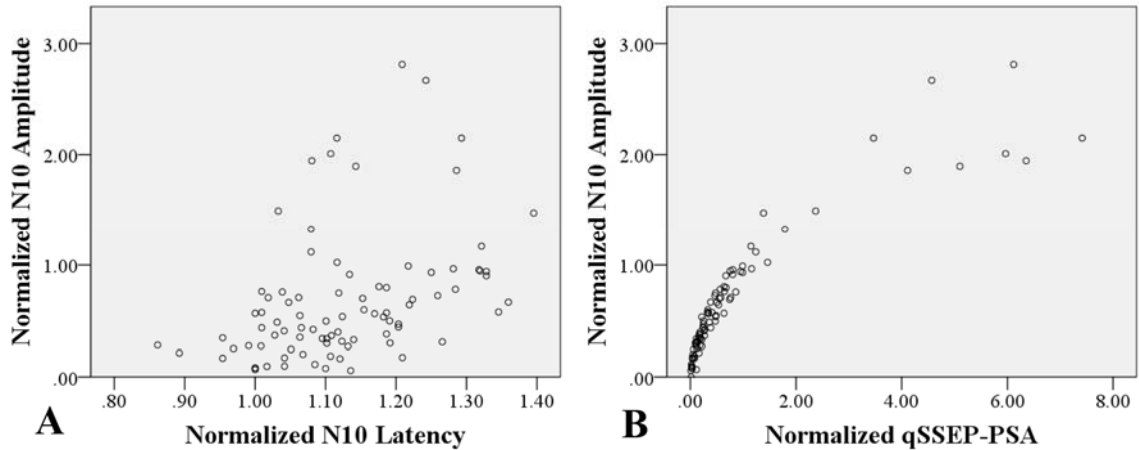 Normalized N10 Amplitude
3.00
2.00
1.00
.00
.80 .90 1.00 1.10 1.20 1.30 1.40
Normalized N10 Latency
A
Normalized N10 Amplitude
3.00
2.00
1.00
.00
.00 2.00 4.00 6.00 8.00
Normalized qSSEP-PSA
B